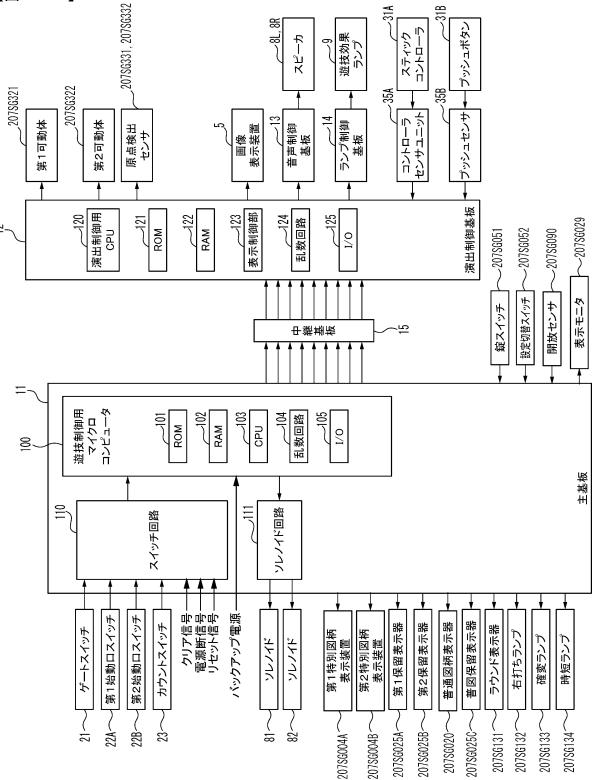 207SG321
第1可動体
207SG322
第2可動体
207SG331, 207SG332
原点検出
センサ
5
画像
表示装置
8L, 8R
スピーカ
13
音声制御
基板
9
遊技効果
ランプ
14
ランプ制御
基板
31A
スティック
コントローラ
35A
コントローラ
センサユニット
31B
プッシュボタン
35B
プッシュセンサ
120
演出制御用
CPU
121
ROM
122
RAM
123
表示制御部
124
乱数回路
125
I/O
演出制御基板
中継基板
15
207SG051
錠スイッチ
207SG052
設定切替スイッチ
207SG090
開放センサ
207SG029
表示モニタ
11
100
遊技制御用
マイクロ
コンピュータ
101
ROM
102
RAM
103
CPU
104
乱数回路
105
I/O
110
スイッチ回路
111
ソレノイド回路
主基板
21
ゲートスイッチ
22A
第1始動口スイッチ
22B
第2始動口スイッチ
23
カウントスイッチ
クリア信号
電源断信号
リセット信号
バックアップ電源
81
ソレノイド
82
ソレノイド
207SG004A
第1特別図柄
表示装置
207SG004B
第2特別図柄
表示装置
207SG025A
第1保留表示器
207SG025B
第2保留表示器
207SG020
普通図柄表示器
207SG025C
普図保留表示器
207SG131
ラウンド表示器
207SG132
右打ちランプ
207SG133
確変ランプ
207SG134
時短ランプ